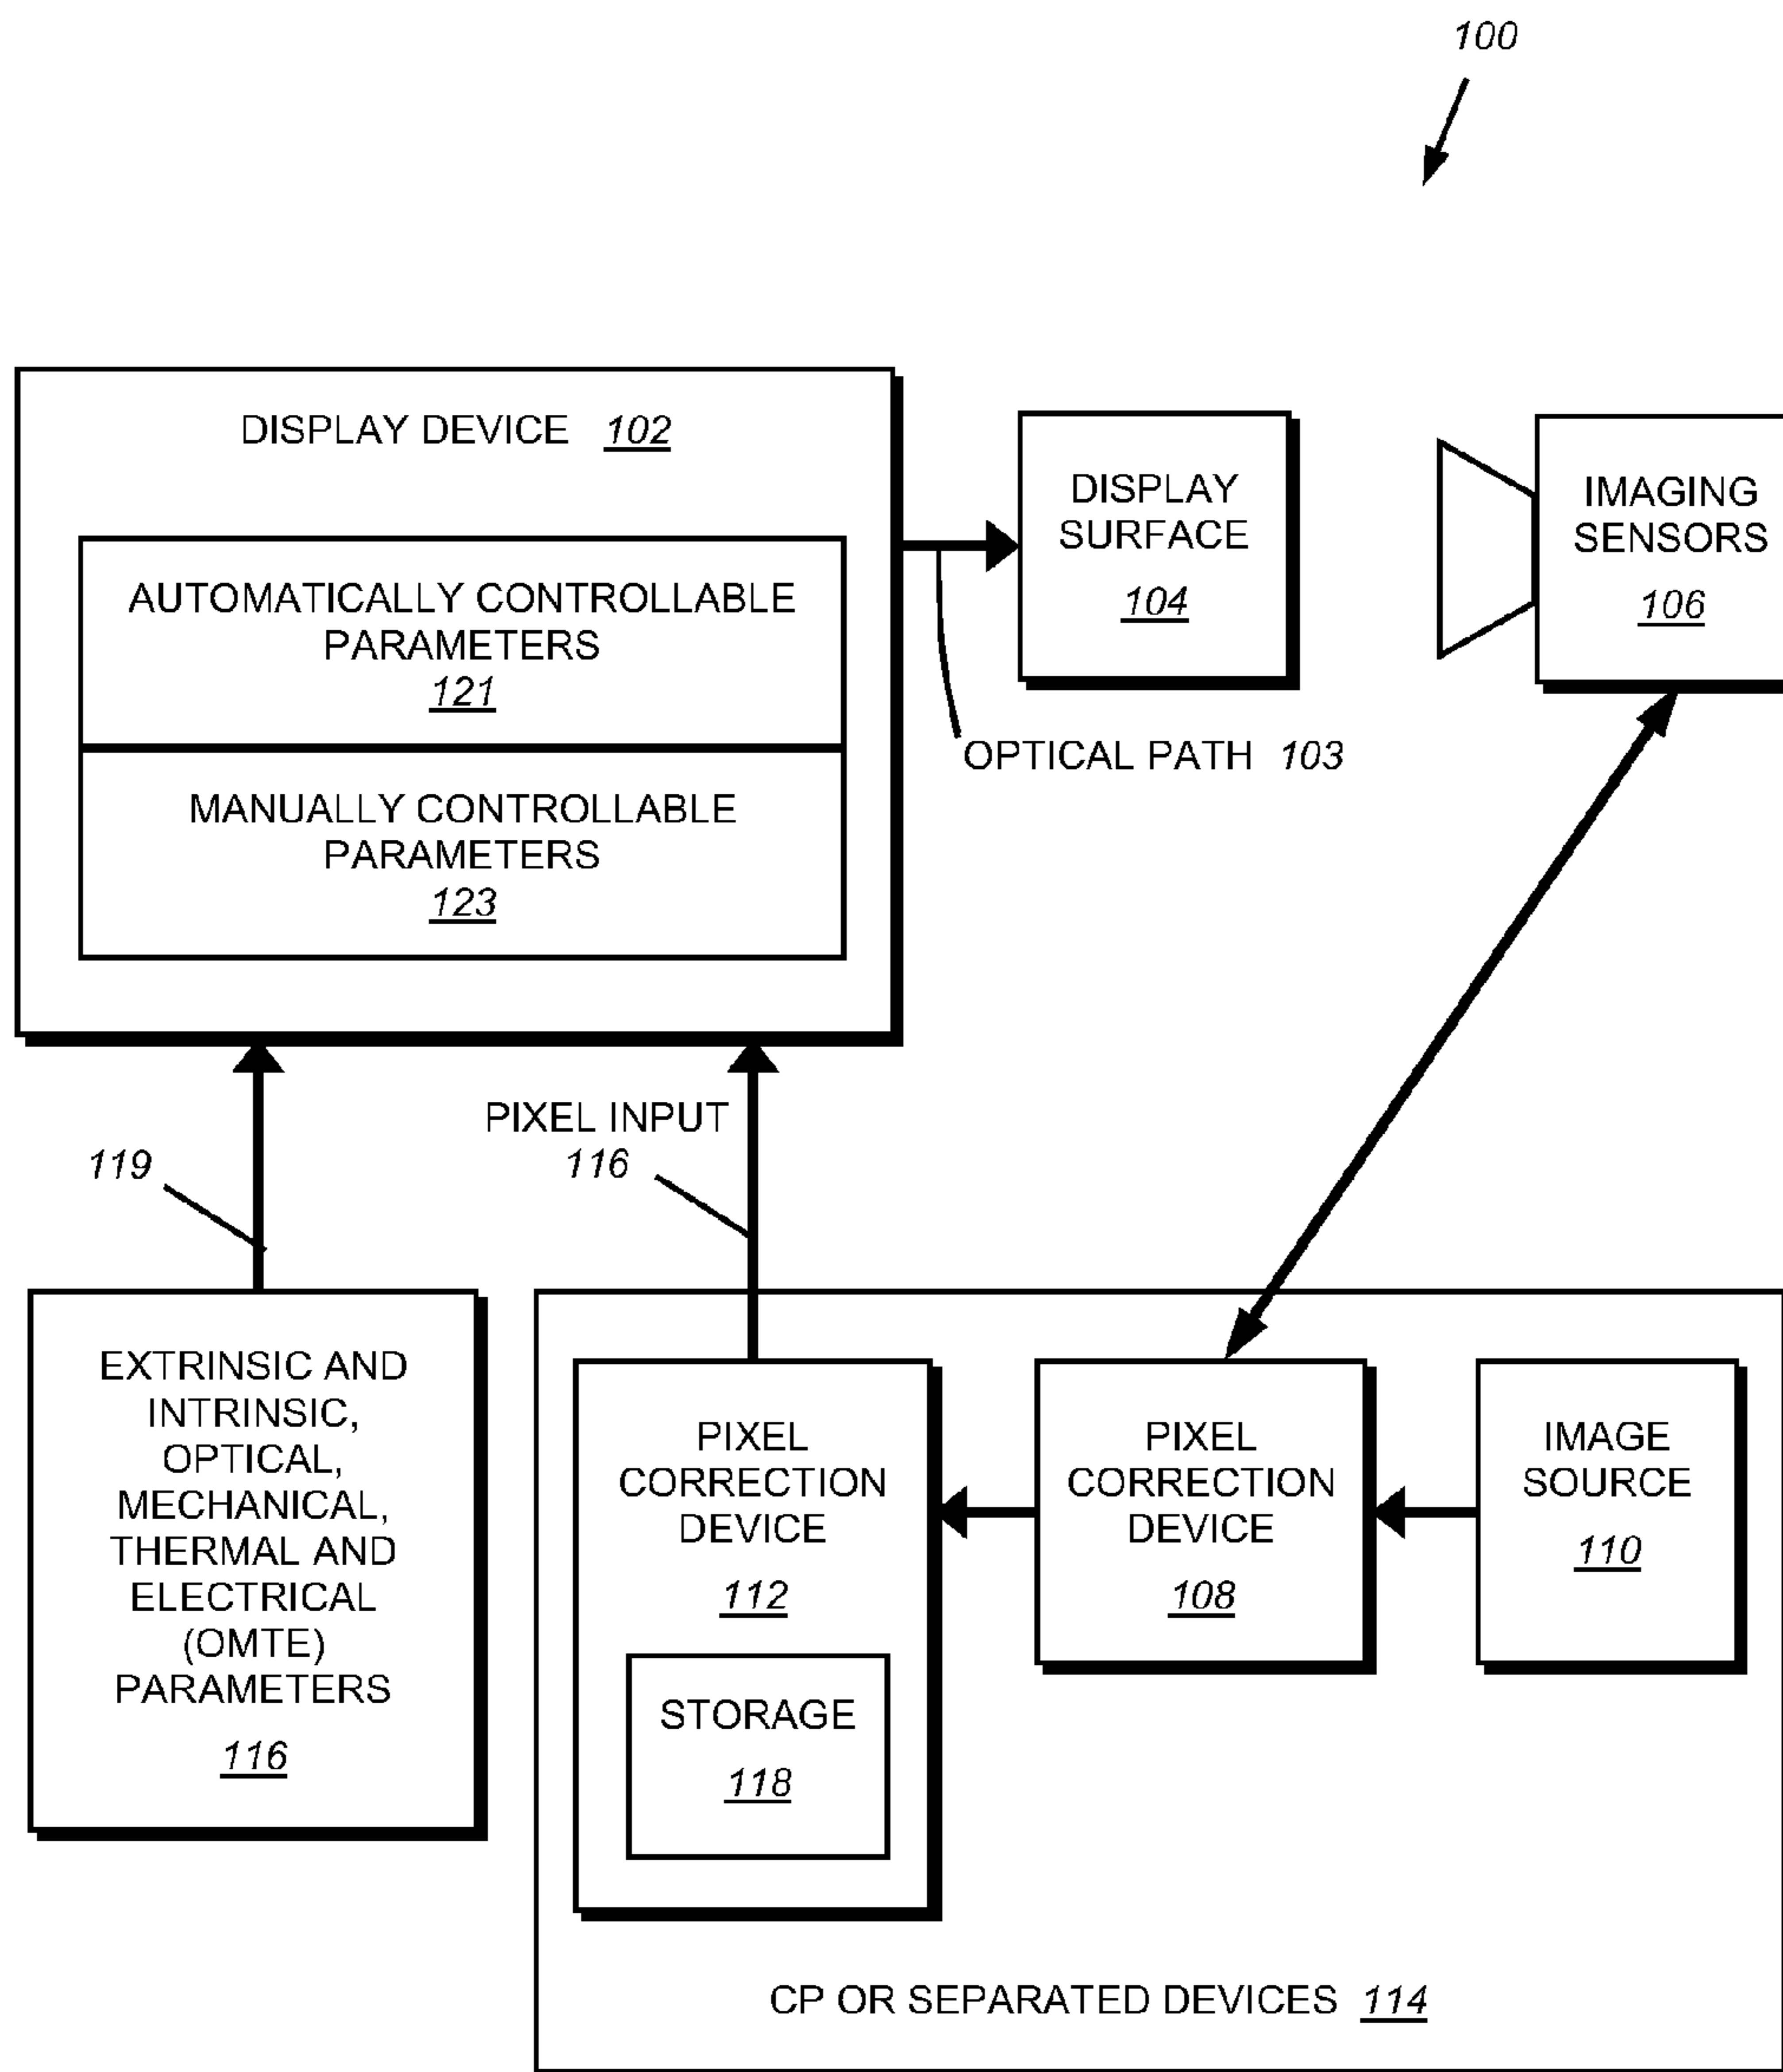 100
DISPLAY DEVICE 102
AUTOMATICALLY CONTROLLABLE
PARAMETERS
121
MANUALLY CONTROLLABLE
PARAMETERS
123
DISPLAY
SURFACE
104
IMAGING
SENSORS
106
OPTICAL PATH 103
PIXEL INPUT
116
119
EXTRINSIC AND
INTRINSIC,
OPTICAL,
MECHANICAL,
THERMAL AND
ELECTRICAL
(OMTE)
PARAMETERS
116
PIXEL
CORRECTION
DEVICE
112
STORAGE
118
PIXEL
CORRECTION
DEVICE
108
IMAGE
SOURCE
110
CP OR SEPARATED DEVICES 114